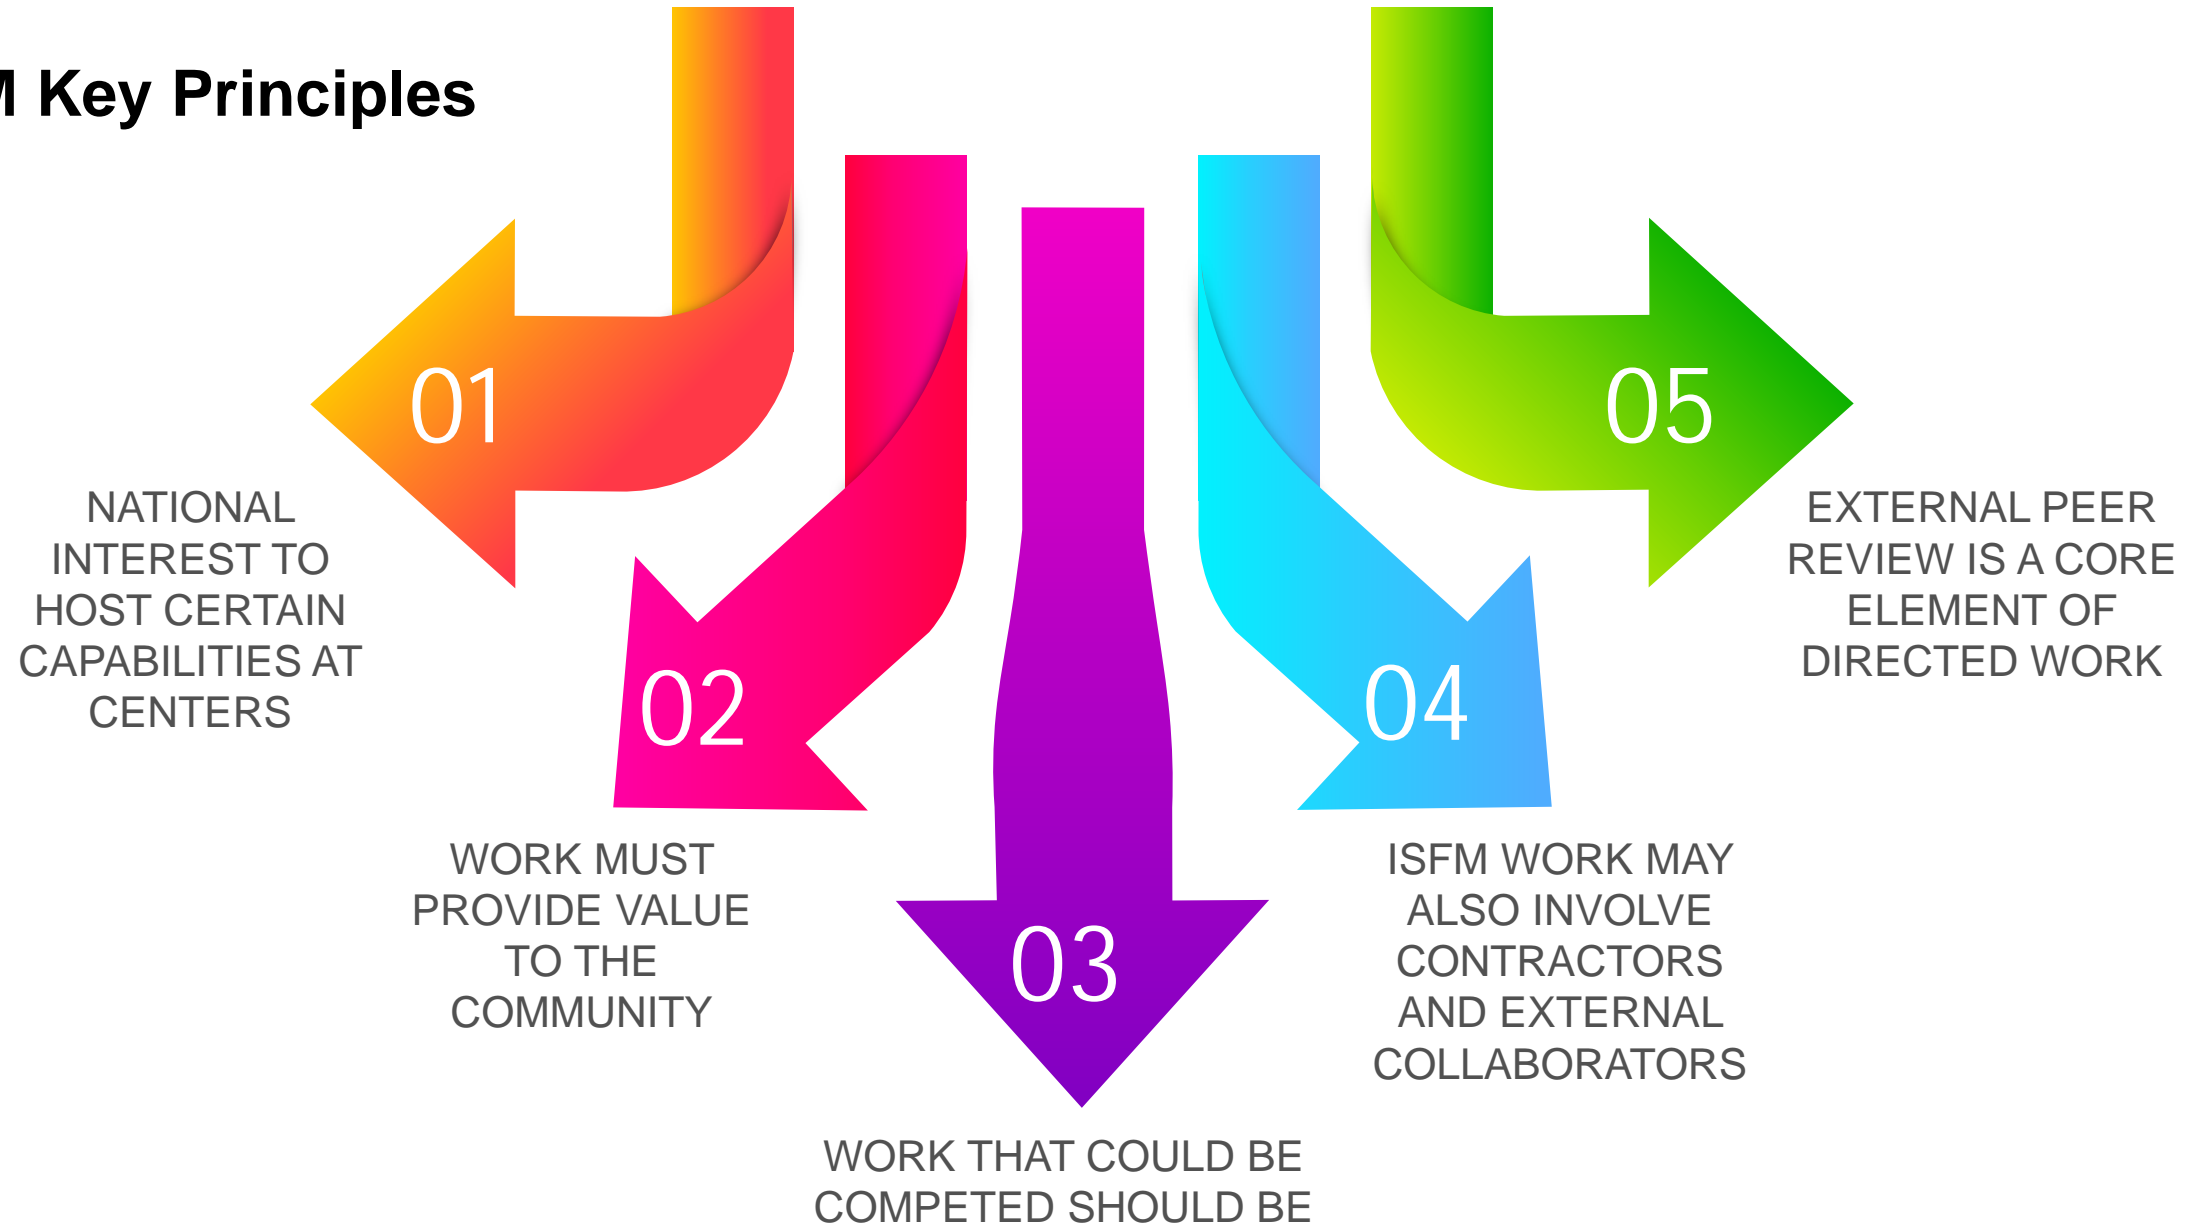 M Key Principles
01
NATIONAL
INTEREST TO
HOST CERTAIN
CAPABILITIES AT
CENTERS
02
WORK MUST
PROVIDE VALUE
TO THE
COMMUNITY
03
WORK THAT COULD BE
COMPETED SHOULD BE
04
ISFM WORK MAY
ALSO INVOLVE
CONTRACTORS
AND EXTERNAL
COLLABORATORS
05
EXTERNAL PEER
REVIEW IS A CORE
ELEMENT OF
DIRECTED WORK